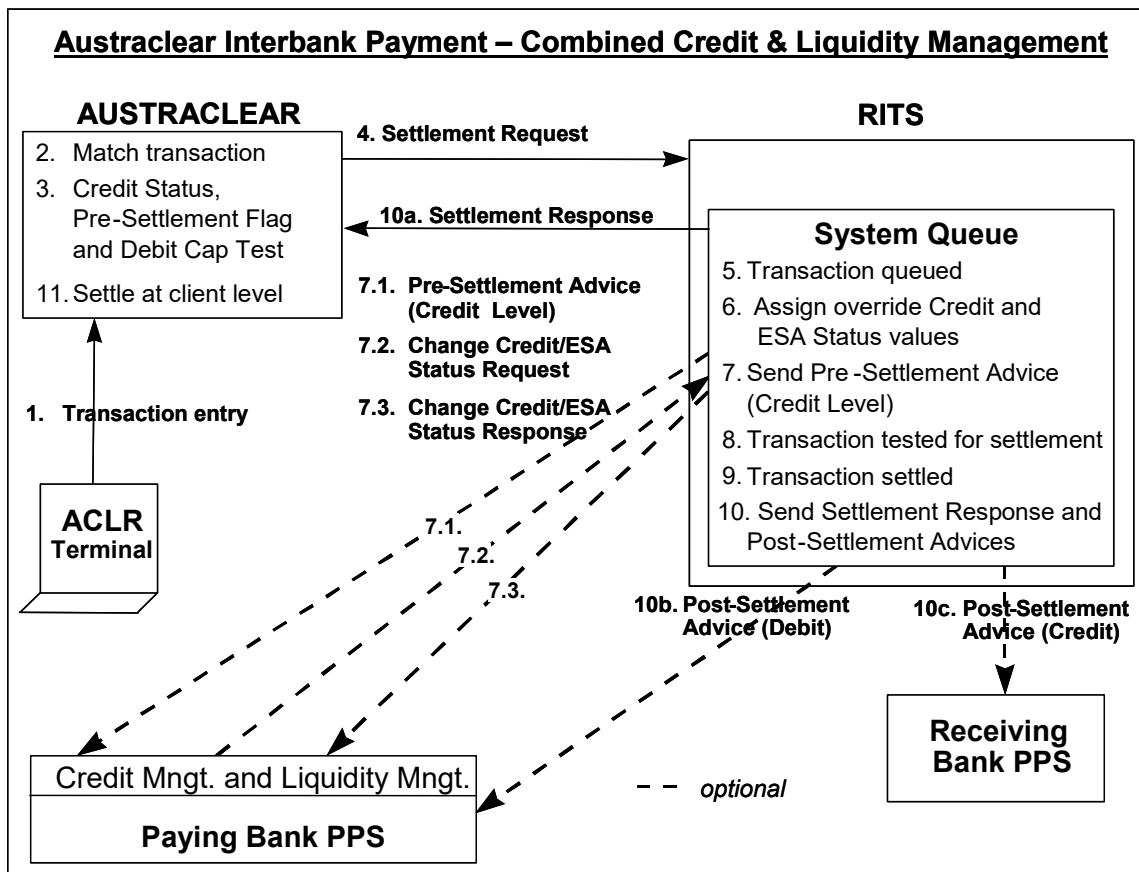 Austraclear Interbank Payment – Combined Credit & Liquidity Management
AUSTRACLEAR
2. Match transaction
3. Credit Status,
Pre-Settlement Flag
and Debit Cap Test
11. Settle at client level
4. Settlement Request
10a. Settlement Response
7.1. Pre-Settlement Advice
(Credit Level)
7.2. Change Credit/ESA
Status Request
7.3. Change Credit/ESA
Status Response
RITS
System Queue
5. Transaction queued
6. Assign override Credit and
ESA Status values
7. Send Pre-Settlement Advice
(Credit Level)
8. Transaction tested for settlement
9. Transaction settled
10. Send Settlement Response and
Post-Settlement Advices
1. Transaction entry
ACLR
Terminal
7.1.
7.2.
7.3.
10b. Post-Settlement
Advice (Debit)
10c. Post-Settlement
Advice (Credit)
Receiving
Bank PPS
Credit Mngt. and Liquidity Mngt.
Paying Bank PPS
optional